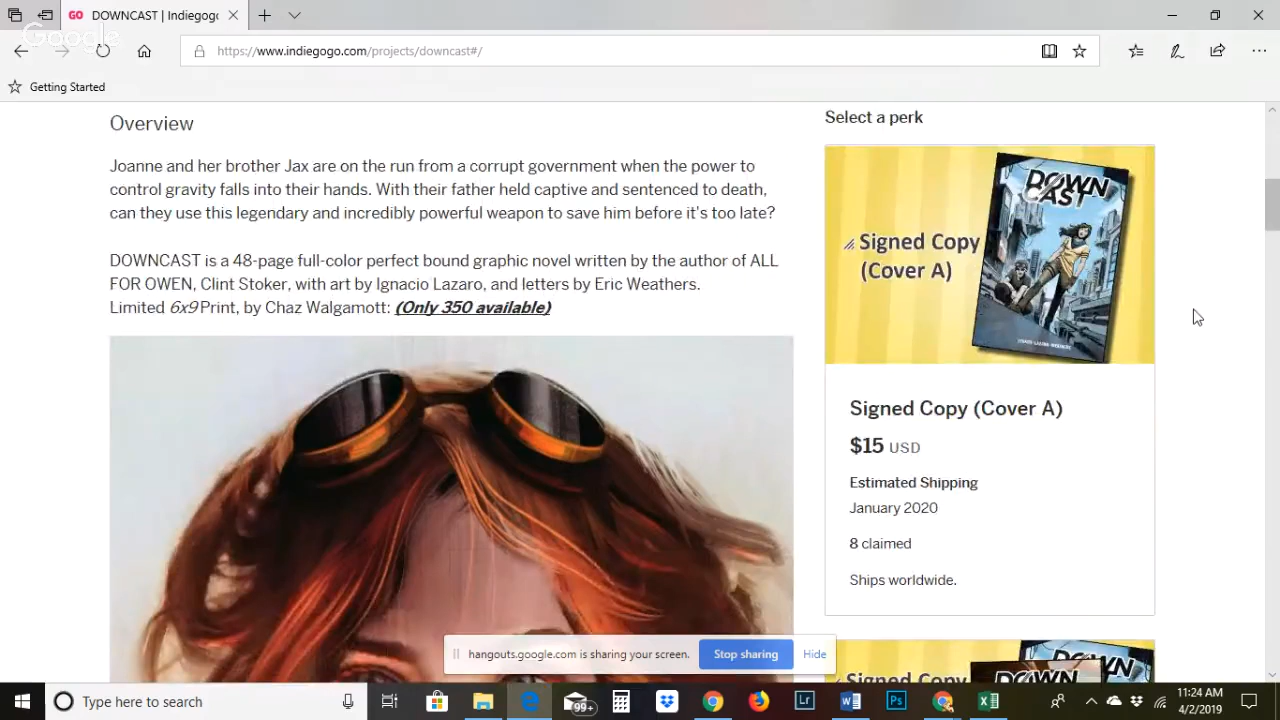 DOWNCAST | Indiegogo
Google
https://www.indiegogo.com/projects/downcast#/
Getting Started
Overview
Joanne and her brother Jax are on the run from a corrupt government when the power to
control gravity falls into their hands. With their father held captive and sentenced to death,
can they use this legendary and incredibly powerful weapon to save him before it's too late?
DOWNCAST is a 48-page full-color perfect bound graphic novel written by the author of ALL
FOR OWEN, Clint Stoker, with art by Ignacio Lazaro, and letters by Eric Weathers.
Limited 6x9 Print, by Chaz Walgamott: (Only 350 available)
Select a perk
DOWN
CAST
Signed Copy
(Cover A)
Signed Copy (Cover A)
$15 USD
Estimated Shipping
January 2020
8 claimed
Ships worldwide.
Signed Copy
DOWN
hangouts.google.com is sharing your screen.
Stop sharing
Hide
Type here to search
99+
Lr
Ps
11:24 AM
4/2/2019